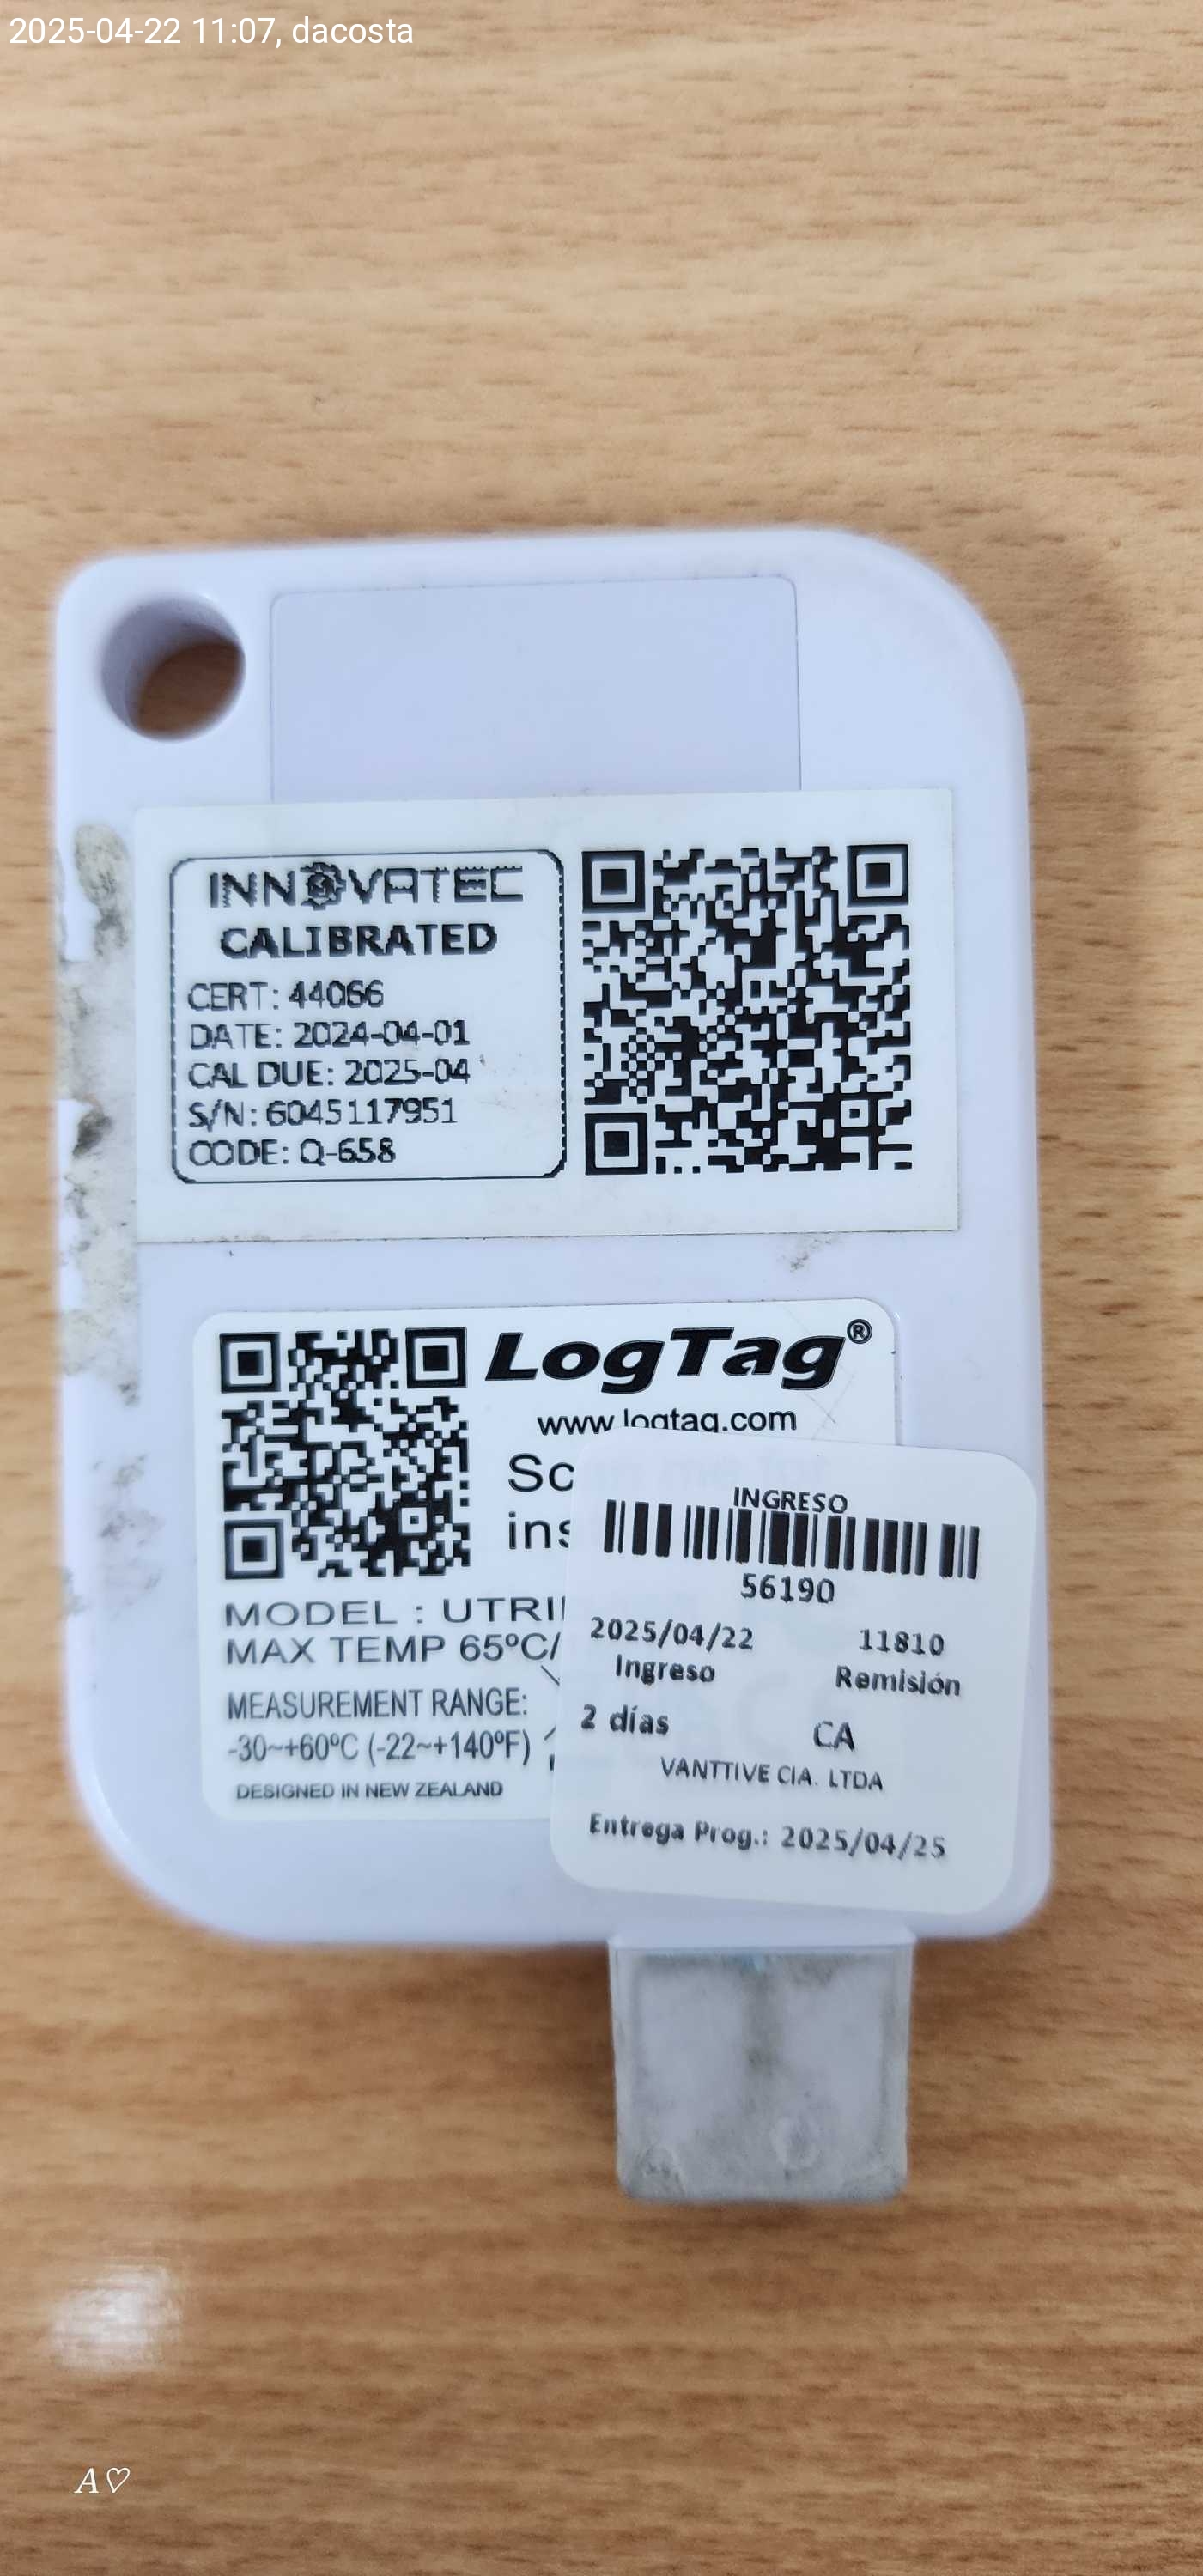 2025-04-22 11:07, dacosta
INNOVATEC
CALIBRATED
CERT: 44066
DATE: 2024-04-01
CAL DUE: 2025-04
S/N: 6045117951
CODE: Q-658
LogTag®
www.logtag.com
MODEL : UTRI
MAX TEMP 65ºC/
MEASUREMENT RANGE:
-30~+60ºC (-22~+140ºF)
DESIGNED IN NEW ZEALAND
INGRESO
56190
2025/04/22 11810
Ingreso Remisión
2 días CA
VANTTIVE CIA. LTDA
Entrega Prog.: 2025/04/25
A♡